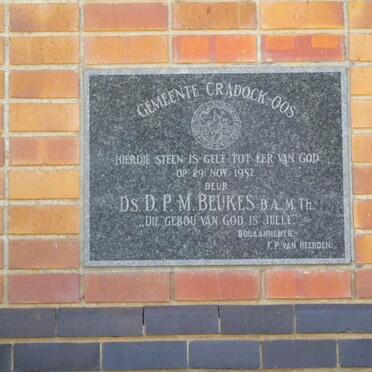 GEMEENTE CRADOCK-OOS
HIERDIE STEEN IS GELE TOT EER VAN GOD
OP 29 NOV. 1952
DEUR
DS. D. P. M. BEUKES B.A. M.TH.
„DIE GEBOU VAN GOD IS JULLE"
BOUAANNEMER:-
F. P. VAN HEERDEN.